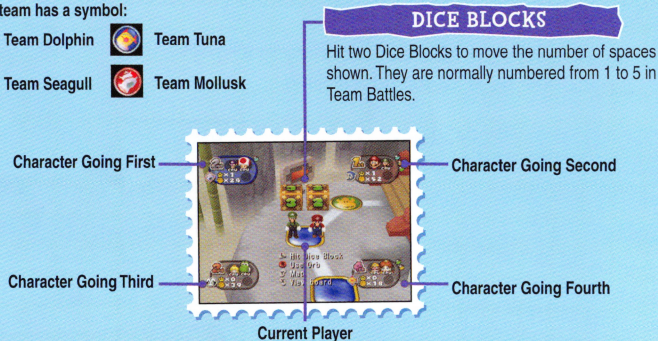 team has a symbol:
Team Dolphin
Team Tuna
Team Seagull
Team Mollusk
DICE BLOCKS
Hit two Dice Blocks to move the number of spaces
shown. They are normally numbered from 1 to 5 in
Team Battles.
Character Going First
Character Going Second
Hit Dice Block
Use Orb
Map
View Board
Character Going Third
Character Going Fourth
Current Player